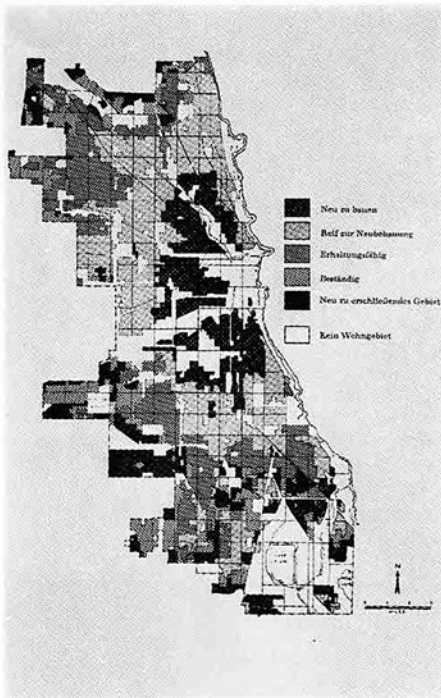 Neu zu bauen
Reif zur Neubebauung
Erhaltungsfähig
Beständig
Neu zu erschließendes Gebiet
Kein Wohngebiet
N